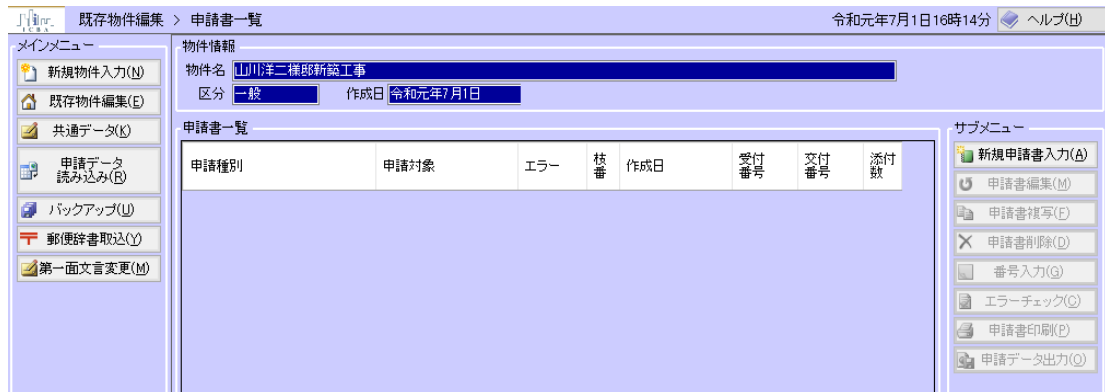 ICBA 既存物件編集 > 申請書一覧 令和元年7月1日16時14分 ヘルプ(H)
メインメニュー
新規物件入力(N)
既存物件編集(E)
共通データ(K)
申請データ
読み込み(R)
バックアップ(U)
郵便辞書取込(Y)
第一面文言変更(M)
物件情報
物件名 山川洋二様邸新築工事
区分 一般 作成日 令和元年7月1日
申請書一覧
申請種別 申請対象 エラー 枝番 作成日 受付番号 交付番号 添付数
サブメニュー
新規申請書入力(A)
申請書編集(M)
申請書複写(F)
申請書削除(D)
番号入力(G)
エラーチェック(C)
申請書印刷(P)
申請データ出力(O)